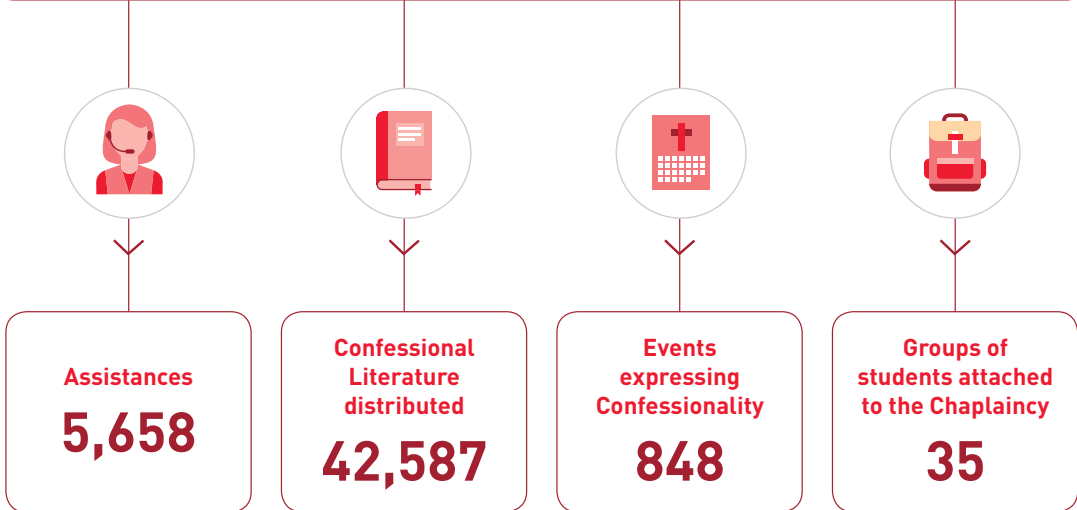 Assistances
5,658
Confessional
Literature
distributed
42,587
Events
expressing
Confessionality
848
Groups of
students attached
to the Chaplaincy
35